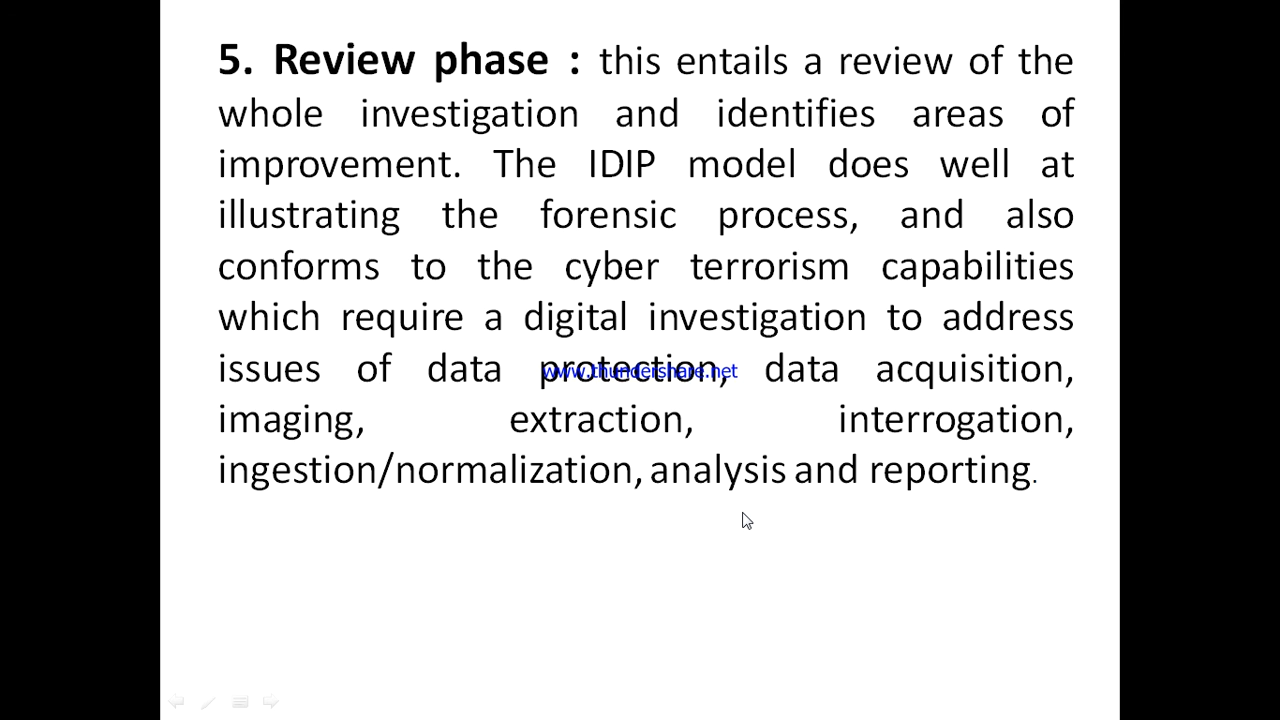 5. Review phase : this entails a review of the
whole investigation and identifies areas of
improvement. The IDIP model does well at
illustrating the forensic process, and also
conforms to the cyber terrorism capabilities
which require a digital investigation to address
issues of data protection, data acquisition,
www.thundershare.net
imaging, extraction, interrogation,
ingestion/normalization, analysis and reporting.